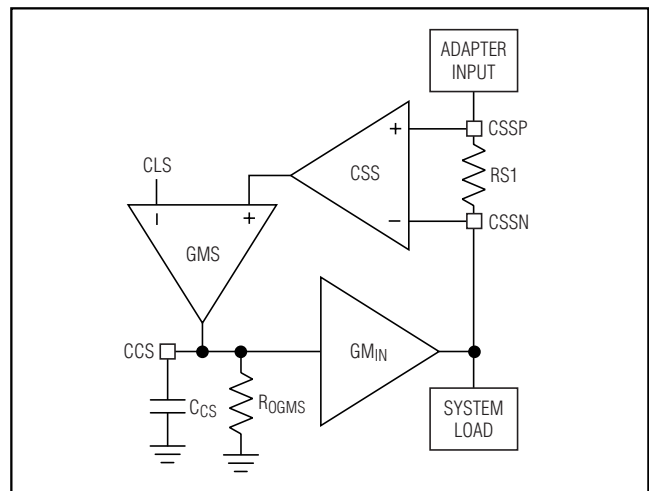 ADAPTER
INPUT
CSSP
+
CLS
CSS
RS1
−
+
−
CSSN
GMS
CCS
GMIN
CCS
ROGMS
SYSTEM
LOAD